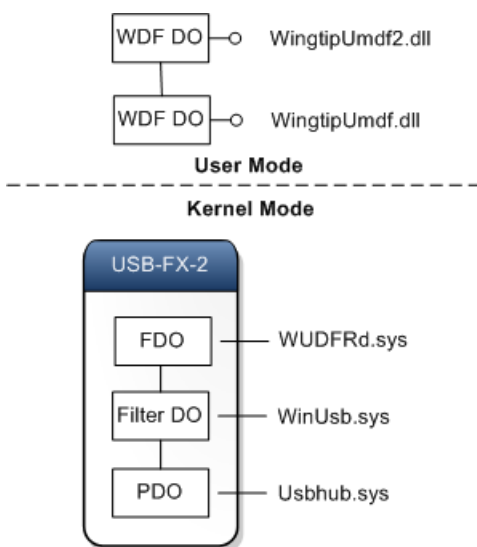 WDF DO WingtipUmdf2.dll
WDF DO WingtipUmdf.dll
User Mode
Kernel Mode
USB-FX-2
FDO WUDFRd.sys
Filter DO WinUsb.sys
PDO Usbhub.sys